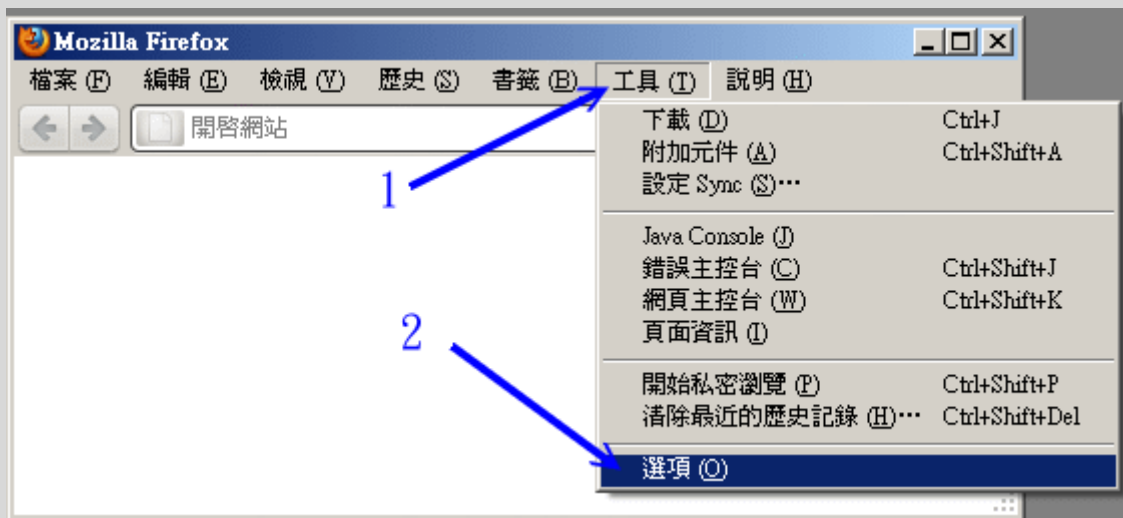 Mozilla Firefox
檔案 (F) 編輯 (E) 檢視 (V) 歷史 (S) 書籤 (B) 工具 (T) 說明 (H)
開啓網站
1
2
下載 (D) Ctrl+J
附加元件 (A) Ctrl+Shift+A
設定 Sync (S)…
Java Console (J)
錯誤主控台 (C) Ctrl+Shift+J
網頁主控台 (W) Ctrl+Shift+K
頁面資訊 (I)
開始私密瀏覽 (P) Ctrl+Shift+P
清除最近的歷史記錄 (H)… Ctrl+Shift+Del
選項 (O)